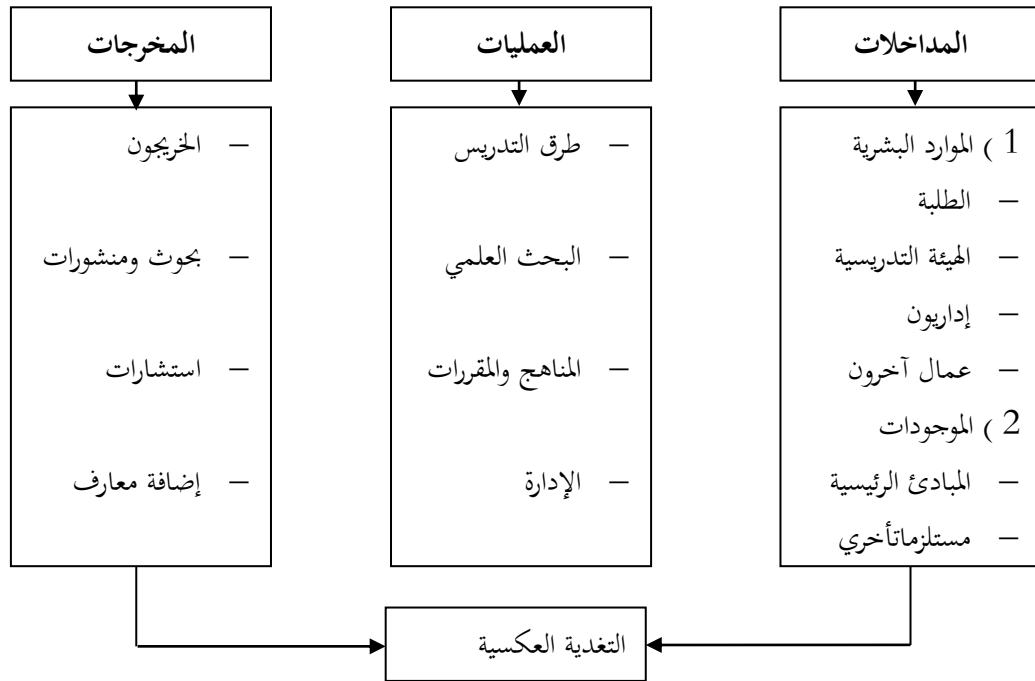 المداخلات
1 ) الموارد البشرية
– الطلبة
– الهيئة التدريسية
– إداريون
– عمال آخرون
2 ) الموجودات
– المبادئ الرئيسية
– مستلزماتأخري
العمليات
– طرق التدريس
– البحث العلمي
– المناهج والمقررات
– الإدارة
المخرجات
– الخريجون
– بحوث ومنشورات
– استشارات
– إضافة معارف
التغدية العكسية